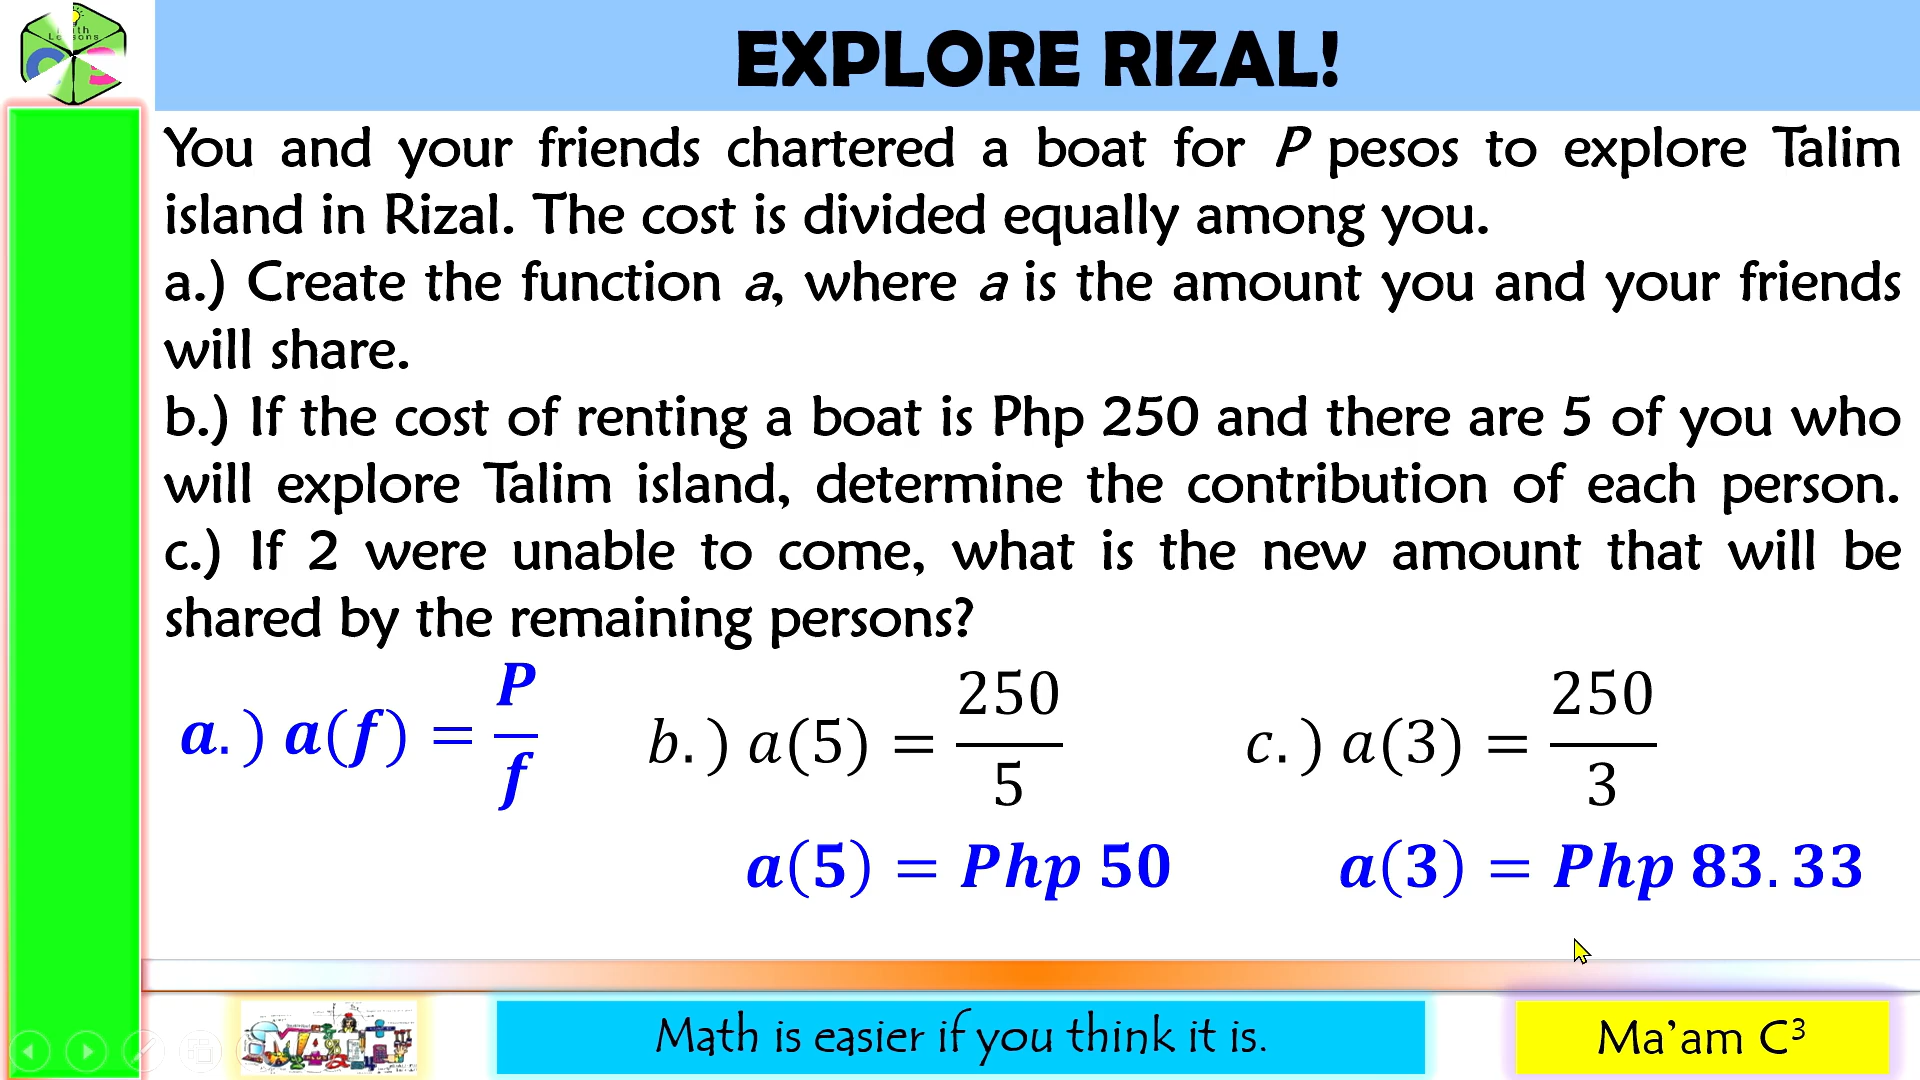 EXPLORE RIZAL!
You and your friends chartered a boat for P pesos to explore Talim
island in Rizal. The cost is divided equally among you.
a.) Create the function a, where a is the amount you and your friends
will share.
b.) If the cost of renting a boat is Php 250 and there are 5 of you who
will explore Talim island, determine the contribution of each person.
c.) If 2 were unable to come, what is the new amount that will be
shared by the remaining persons?
a.) a(f) = P/f
b.) a(5) = 250/5
c.) a(3) = 250/3
a(5) = Php 50
a(3) = Php 83.33
MATH
Math is easier if you think it is.
Ma'am C³